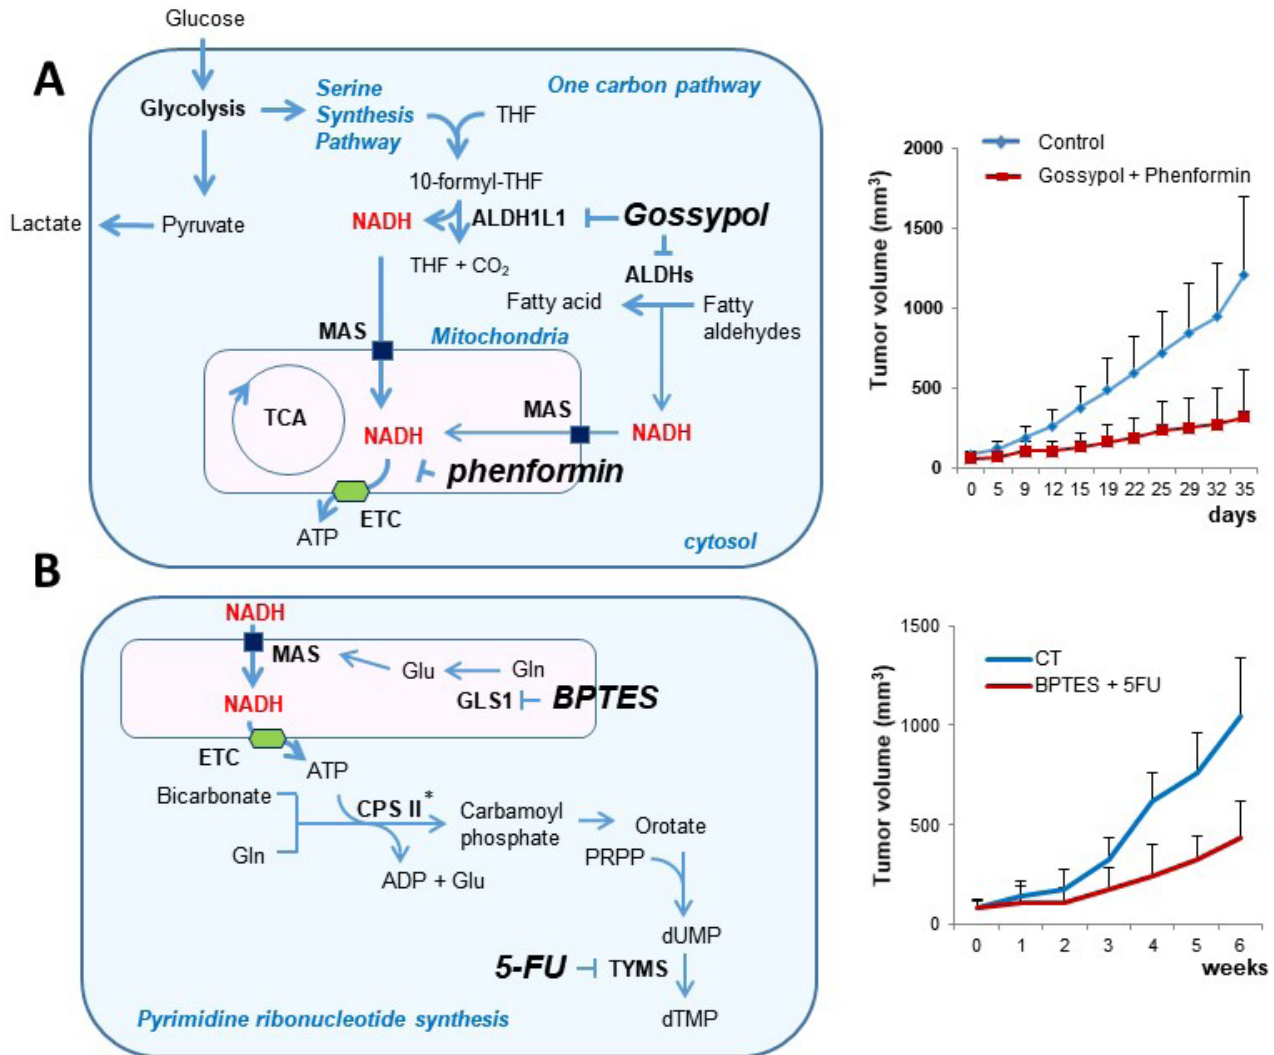 Glucose
A
Serine
Synthesis
Pathway
One carbon pathway
Glycolysis
THF
10-formyl-THF
Lactate
Pyruvate
NADH
ALDH1L1
Gossypol
THF + CO₂
ALDHs
Fatty acid
Fatty
aldehydes
MAS
Mitochondria
TCA
MAS
NADH
NADH
phenformin
ETC
ATP
cytosol
Control
Gossypol + Phenformin
Tumor volume (mm³)
2000
1500
1000
500
0
0 5 9 12 15 19 22 25 29 32 35
days
B
NADH
MAS
Glu
Gln
NADH
GLS1
BPTES
ETC
ATP
Bicarbonate
CPS II*
Carbamoyl
phosphate
Orotate
Gln
PRPP
ADP + Glu
dUMP
5-FU
TYMS
dTMP
Pyrimidine ribonucleotide synthesis
CT
BPTES + 5FU
Tumor volume (mm³)
1500
1000
500
0
0 1 2 3 4 5 6
weeks